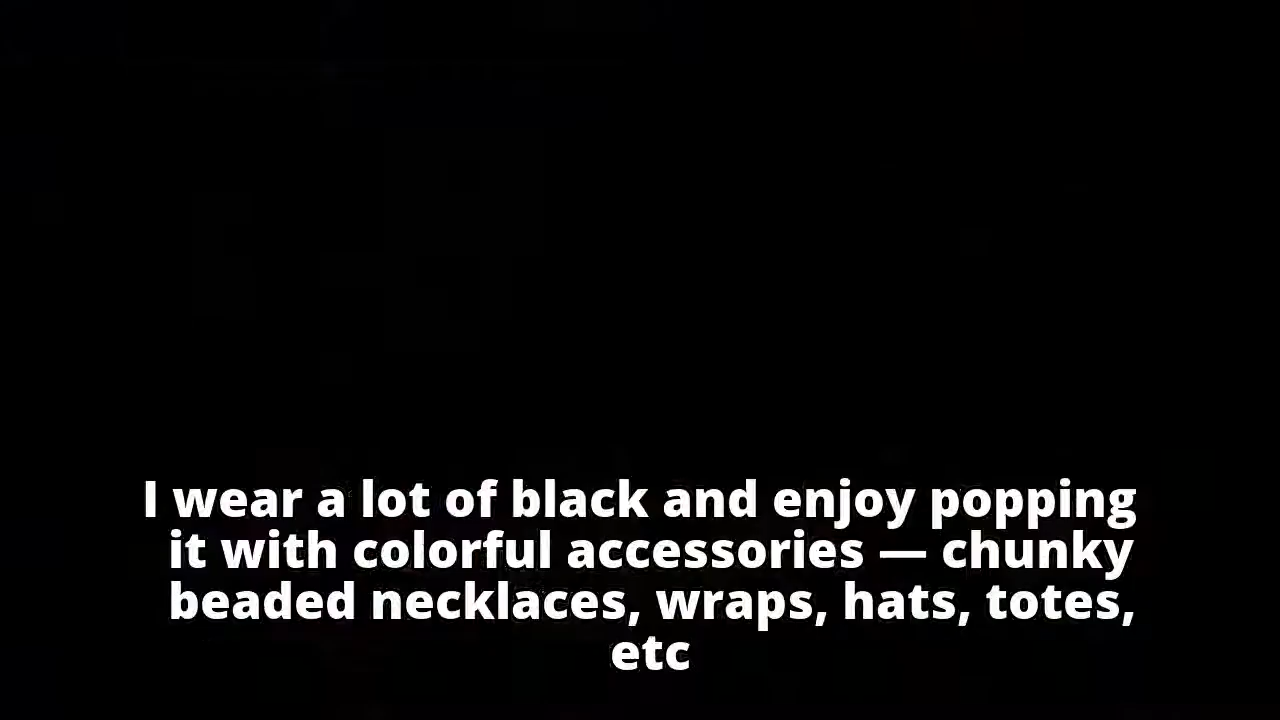 I wear a lot of black and enjoy popping
it with colorful accessories — chunky
beaded necklaces, wraps, hats, totes,
etc